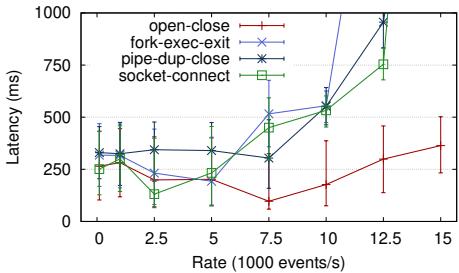 1000
750
500
250
0
Latency (ms)
open-close
fork-exec-exit
pipe-dup-close
socket-connect
0 1 2.5 5 7.5 10 12.5 15
Rate (1000 events/s)